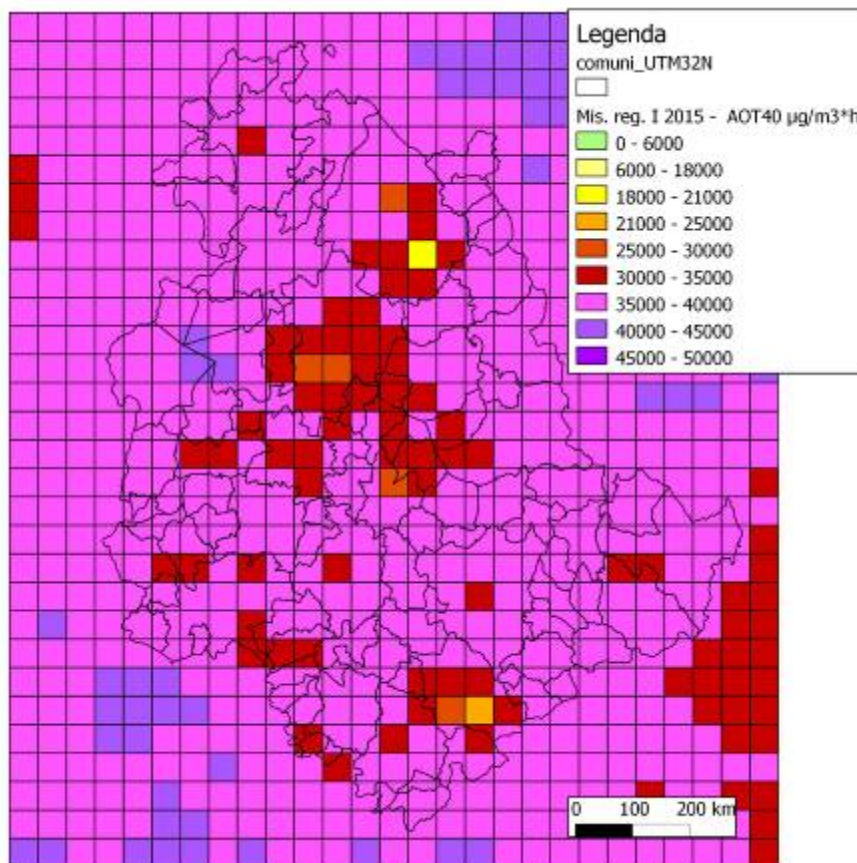 Legenda
comuni_UTM32N
Mis. reg. I 2015 - AOT40 µg/m3*h
0 - 6000
6000 - 18000
18000 - 21000
21000 - 25000
25000 - 30000
30000 - 35000
35000 - 40000
40000 - 45000
45000 - 50000
0 100 200 km